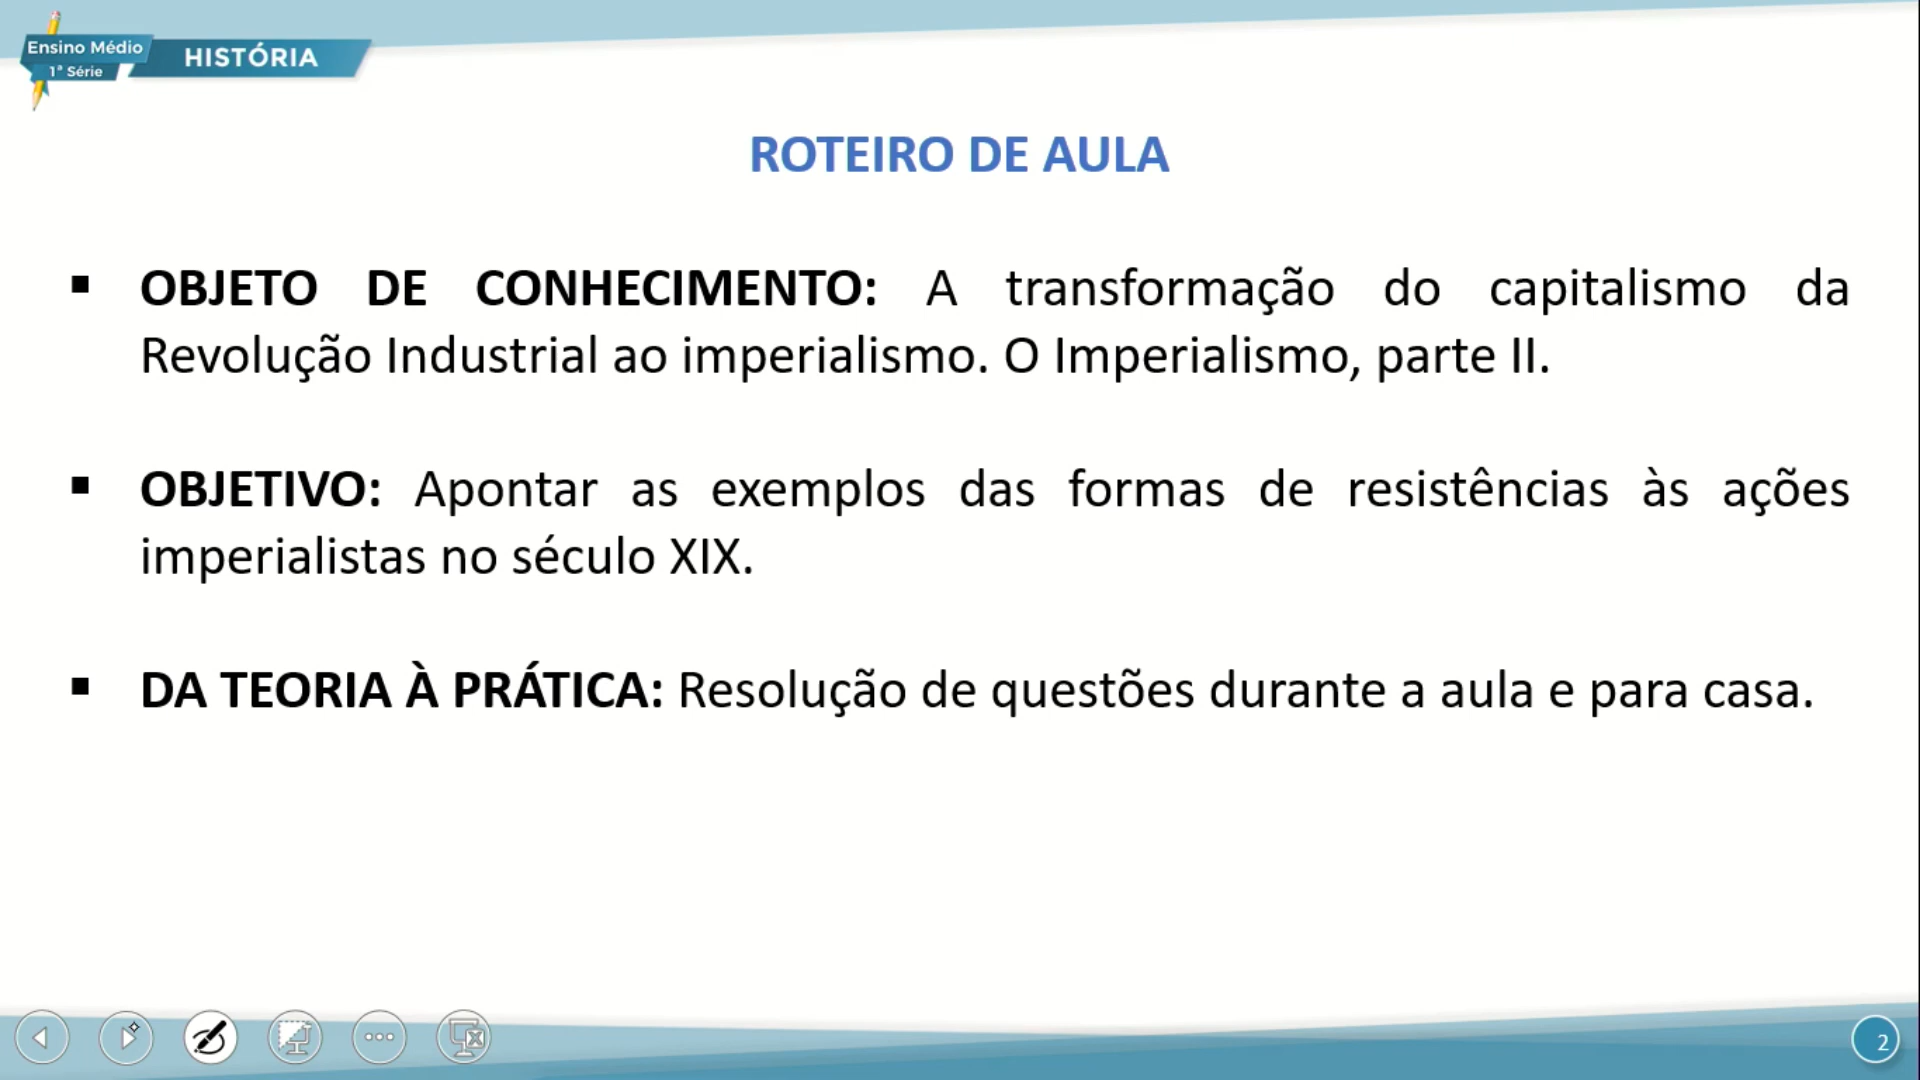 Ensino Médio
1ª Série
HISTÓRIA
ROTEIRO DE AULA
▪ OBJETO DE CONHECIMENTO: A transformação do capitalismo da
Revolução Industrial ao imperialismo. O Imperialismo, parte II.
▪ OBJETIVO: Apontar as exemplos das formas de resistências às ações
imperialistas no século XIX.
▪ DA TEORIA À PRÁTICA: Resolução de questões durante a aula e para casa.
2